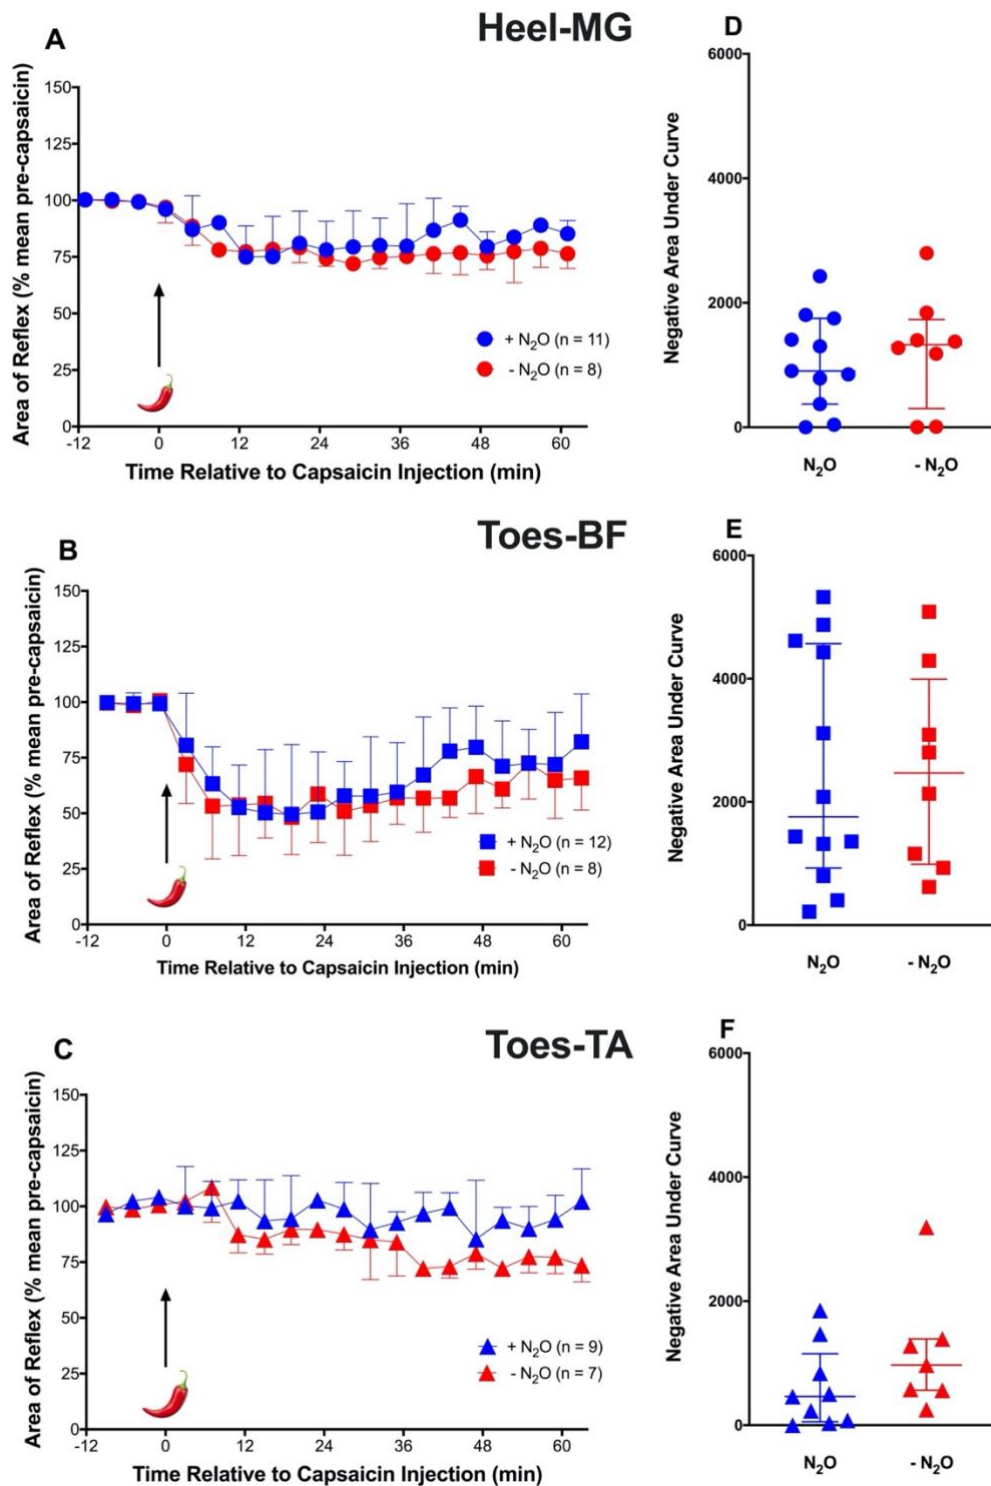 Heel-MG
A
Area of Reflex (% mean pre-capsaicin)
150
125
100
75
50
25
0
-12 0 12 24 36 48 60
Time Relative to Capsaicin Injection (min)
+ N₂O (n = 11)
- N₂O (n = 8)
D
Negative Area Under Curve
6000
4000
2000
0
N₂O - N₂O
Toes-BF
B
Area of Reflex (% mean pre-capsaicin)
150
125
100
75
50
25
0
-12 0 12 24 36 48 60
Time Relative to Capsaicin Injection (min)
+ N₂O (n = 12)
- N₂O (n = 8)
E
Negative Area Under Curve
6000
4000
2000
0
N₂O - N₂O
Toes-TA
C
Area of Reflex (% mean pre-capsaicin)
150
125
100
75
50
25
0
-12 0 12 24 36 48 60
Time Relative to Capsaicin Injection (min)
+ N₂O (n = 9)
- N₂O (n = 7)
F
Negative Area Under Curve
6000
4000
2000
0
N₂O - N₂O